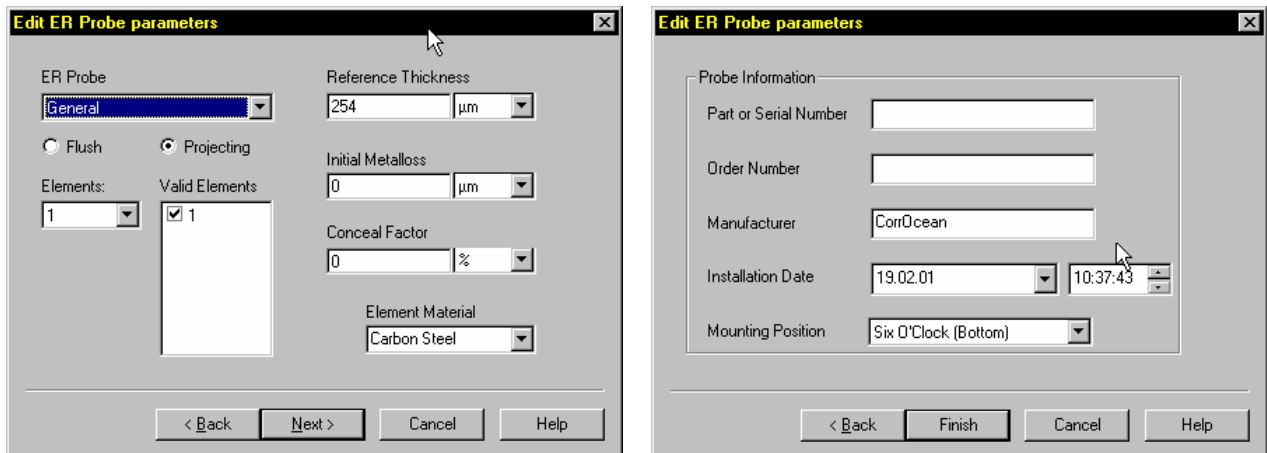 Edit ER Probe parameters
ER Probe
General
Flush
Projecting
Elements:
1
Valid Elements
1
Reference Thickness
254
µm
Initial Metalloss
0
µm
Conceal Factor
0
%
Element Material
Carbon Steel
< Back
Next >
Cancel
Help
Edit ER Probe parameters
Probe Information
Part or Serial Number
Order Number
Manufacturer
CorrOcean
Installation Date
19.02.01
10:37:43
Mounting Position
Six O'Clock (Bottom)
< Back
Finish
Cancel
Help